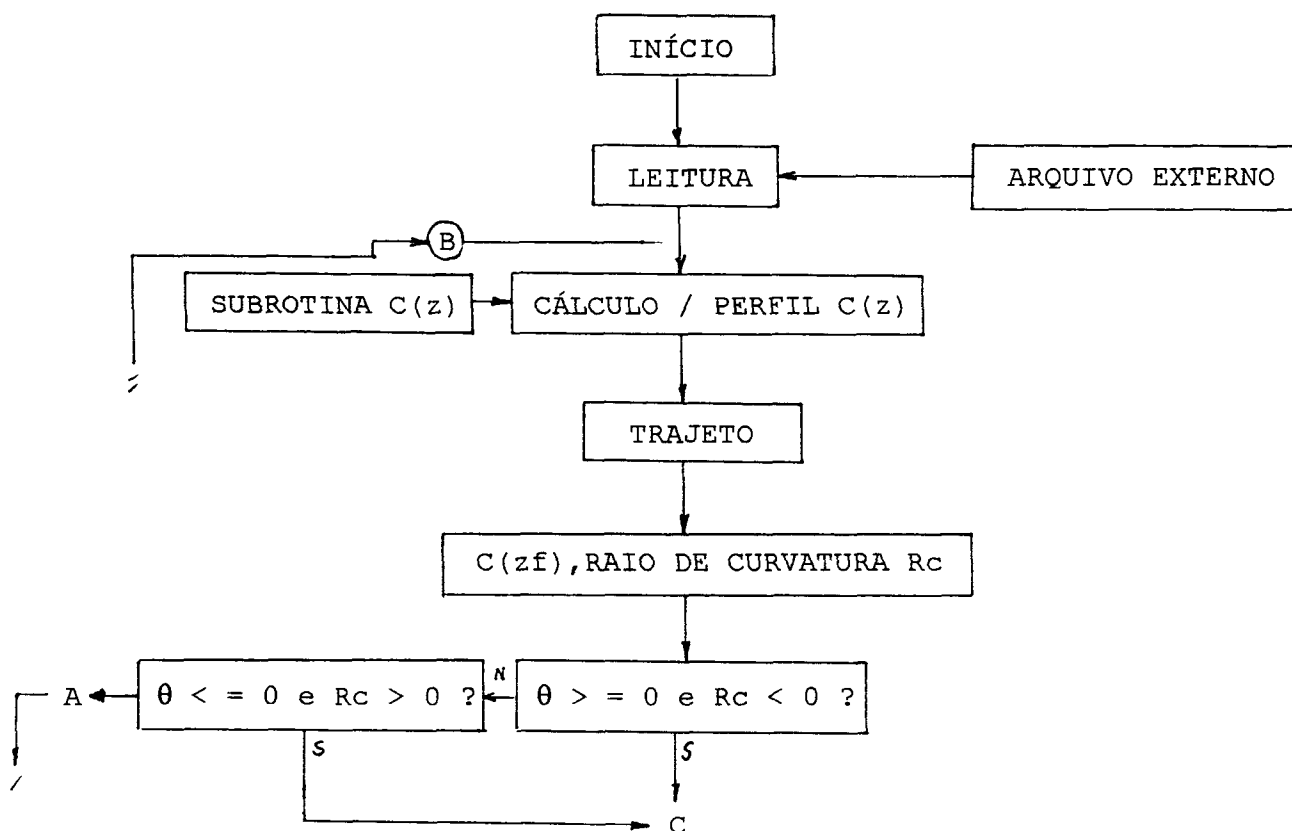 INÍCIO
LEITURA
ARQUIVO EXTERNO
B
SUBROTINA C(z)
CÁLCULO / PERFIL C(z)
TRAJETO
C(zf),RAIO DE CURVATURA Rc
A
θ < = 0 e Rc > 0 ?
N
θ > = 0 e Rc < 0 ?
S
S
C